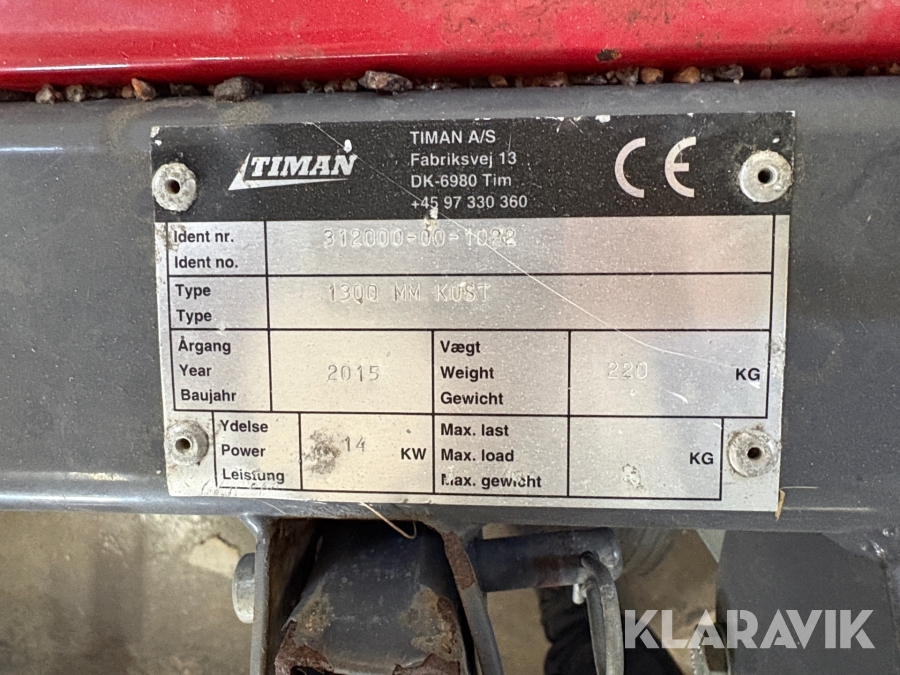 TIMAN
TIMAN A/S
Fabriksvej 13
DK-6980 Tim
+45 97 330 360
CE
Ident nr.
Ident no.
312000-00-1022
Type
Type
1300 MM KOST
Årgang
Year
Baujahr
2015
Vægt
Weight
Gewicht
220
KG
Ydelse
Power
Leistung
14
KW
Max. last
Max. load
Max. gewicht
KG
KLARAVIK